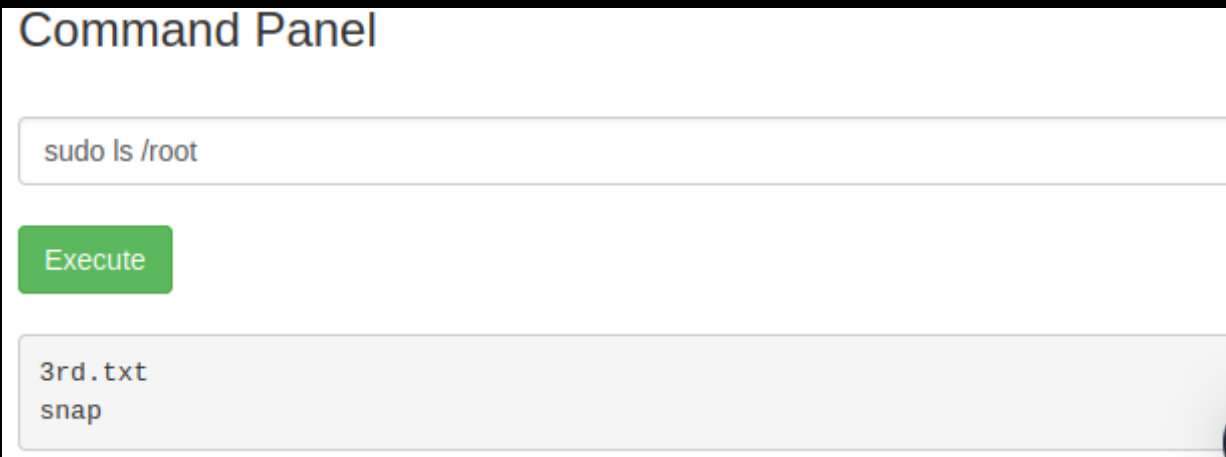 Command Panel
sudo ls /root
Execute
3rd.txt
snap